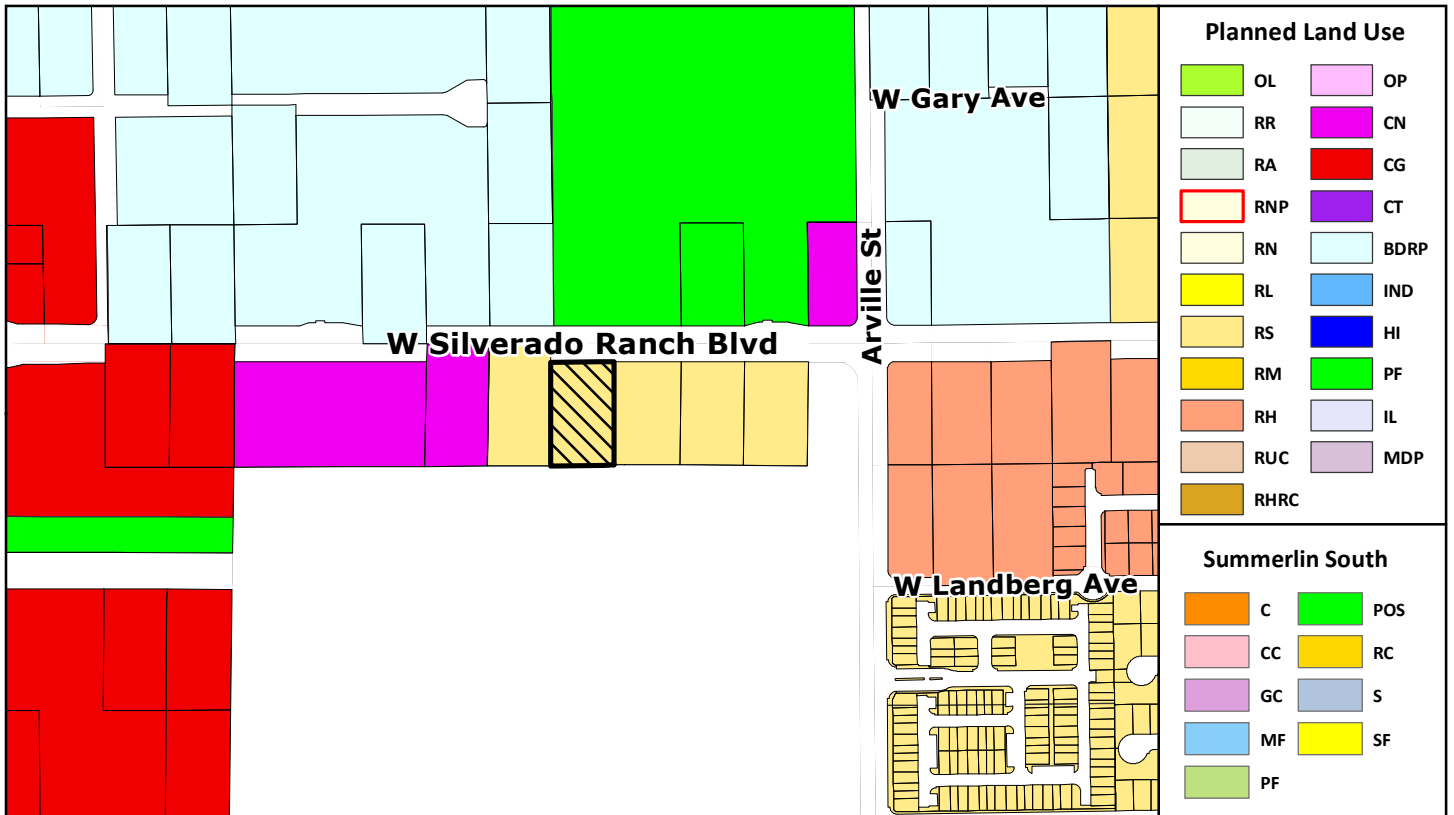 W Gary Ave
Arville St
W Silverado Ranch Blvd
W Landberg Ave
Planned Land Use
OL OP
RR CN
RA CG
RNP CT
RN BDRP
RL IND
RS HI
RM PF
RH IL
RUC MDP
RHRC
Summerlin South
C POS
CC RC
GC S
MF SF
PF